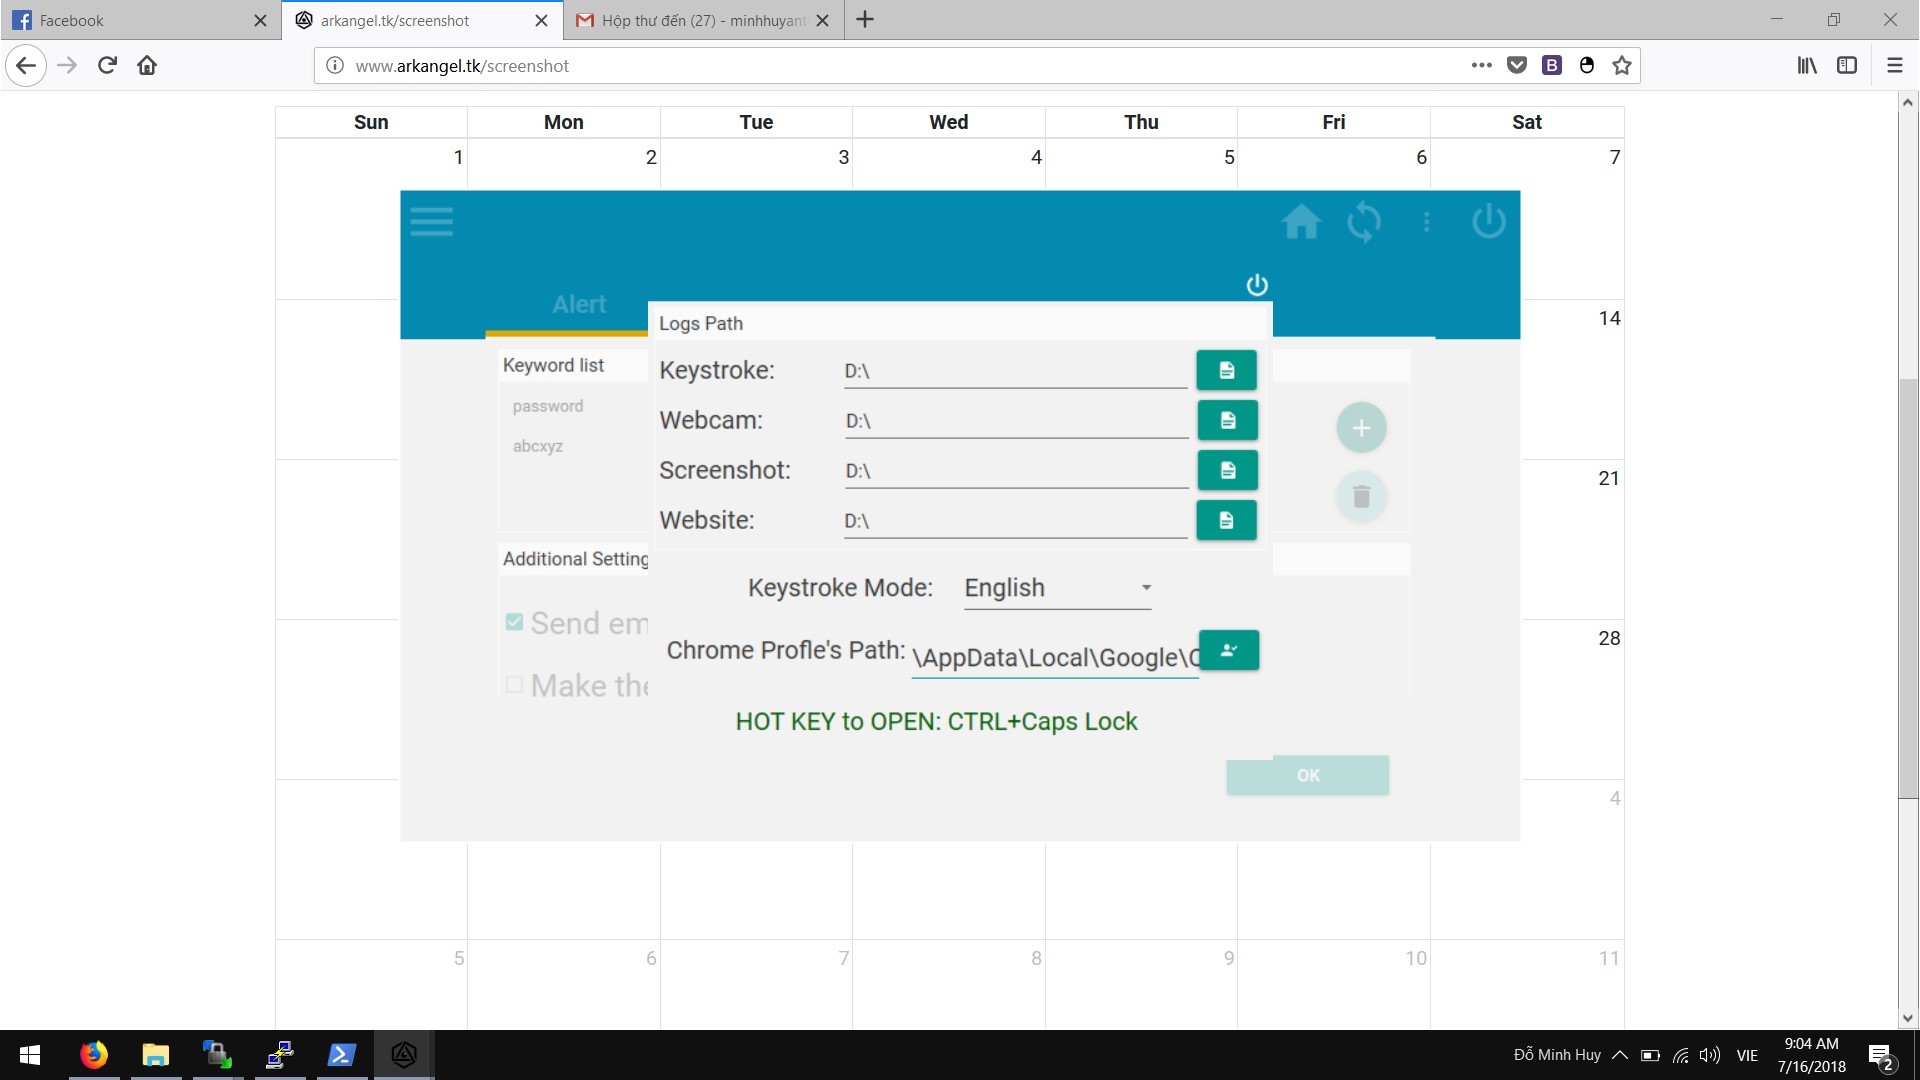 Facebook
arkangel.tk/screenshot
Hộp thư đến (27) - minhhuyant
www.arkangel.tk/screenshot
Sun Mon Tue Wed Thu Fri Sat
1 2 3 4 5 6 7
Alert
14
Logs Path
Keyword list
Keystroke: D:\
password
Webcam: D:\
abcxyz
Screenshot: D:\
21
Website: D:\
Additional Setting
Keystroke Mode: English
Send em
28
Chrome Profle's Path: \AppData\Local\Google\C
Make the
HOT KEY to OPEN: CTRL+Caps Lock
OK
4
5 6 7 8 9 10 11
Đỗ Minh Huy
VIE
9:04 AM
7/16/2018
2